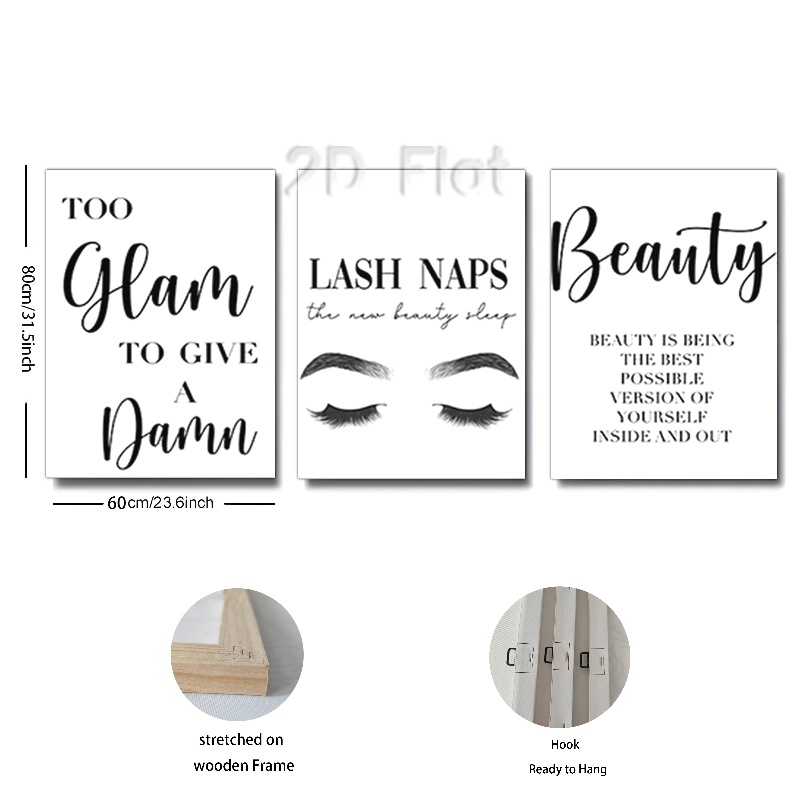 2D Flat
TOO
Glam
TO GIVE
A
Damn
LASH NAPS
the new beauty sleep
Beauty
BEAUTY IS BEING
THE BEST
POSSIBLE
VERSION OF
YOURSELF
INSIDE AND OUT
80cm/31.5inch
60cm/23.6inch
stretched on
wooden Frame
Hook
Ready to Hang